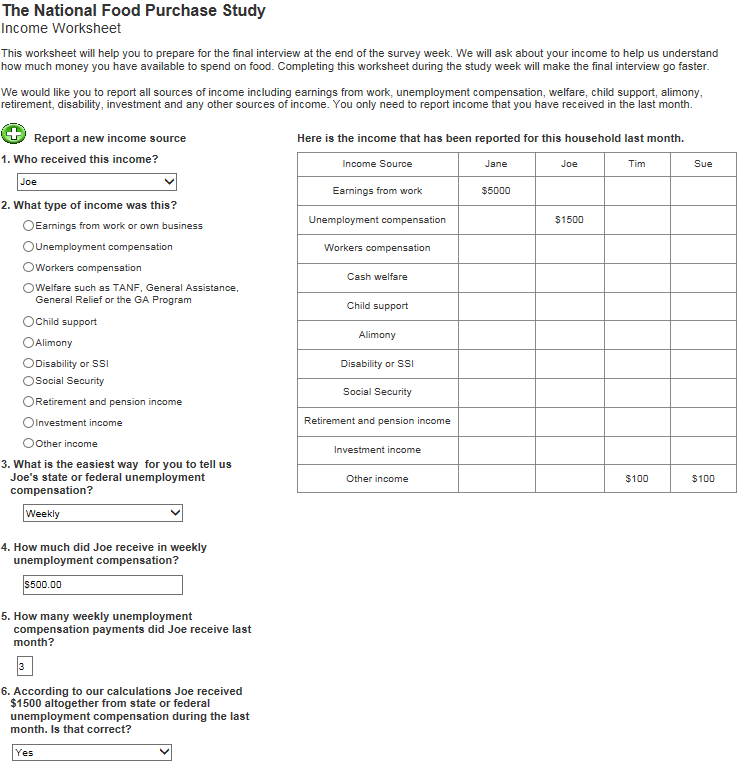 The National Food Purchase Study
Income Worksheet
This worksheet will help you to prepare for the final interview at the end of the survey week. We will ask about your income to help us understand
how much money you have available to spend on food. Completing this worksheet during the study week will make the final interview go faster.
We would like you to report all sources of income including earnings from work, unemployment compensation, welfare, child support, alimony,
retirement, disability, investment and any other sources of income. You only need to report income that you have received in the last month.
Report a new income source
1. Who received this income?
Joe
2. What type of income was this?
Earnings from work or own business
Unemployment compensation
Workers compensation
Welfare such as TANF, General Assistance,
General Relief or the GA Program
Child support
Alimony
Disability or SSI
Social Security
Retirement and pension income
Investment income
Other income
3. What is the easiest way for you to tell us
Joe's state or federal unemployment
compensation?
Weekly
4. How much did Joe receive in weekly
unemployment compensation?
$500.00
5. How many weekly unemployment
compensation payments did Joe receive last
month?
3
6. According to our calculations Joe received
$1500 altogether from state or federal
unemployment compensation during the last
month. Is that correct?
Yes
Here is the income that has been reported for this household last month.
Income Source Jane Joe Tim Sue
Earnings from work $5000
Unemployment compensation $1500
Workers compensation
Cash welfare
Child support
Alimony
Disability or SSI
Social Security
Retirement and pension income
Investment income
Other income $100 $100